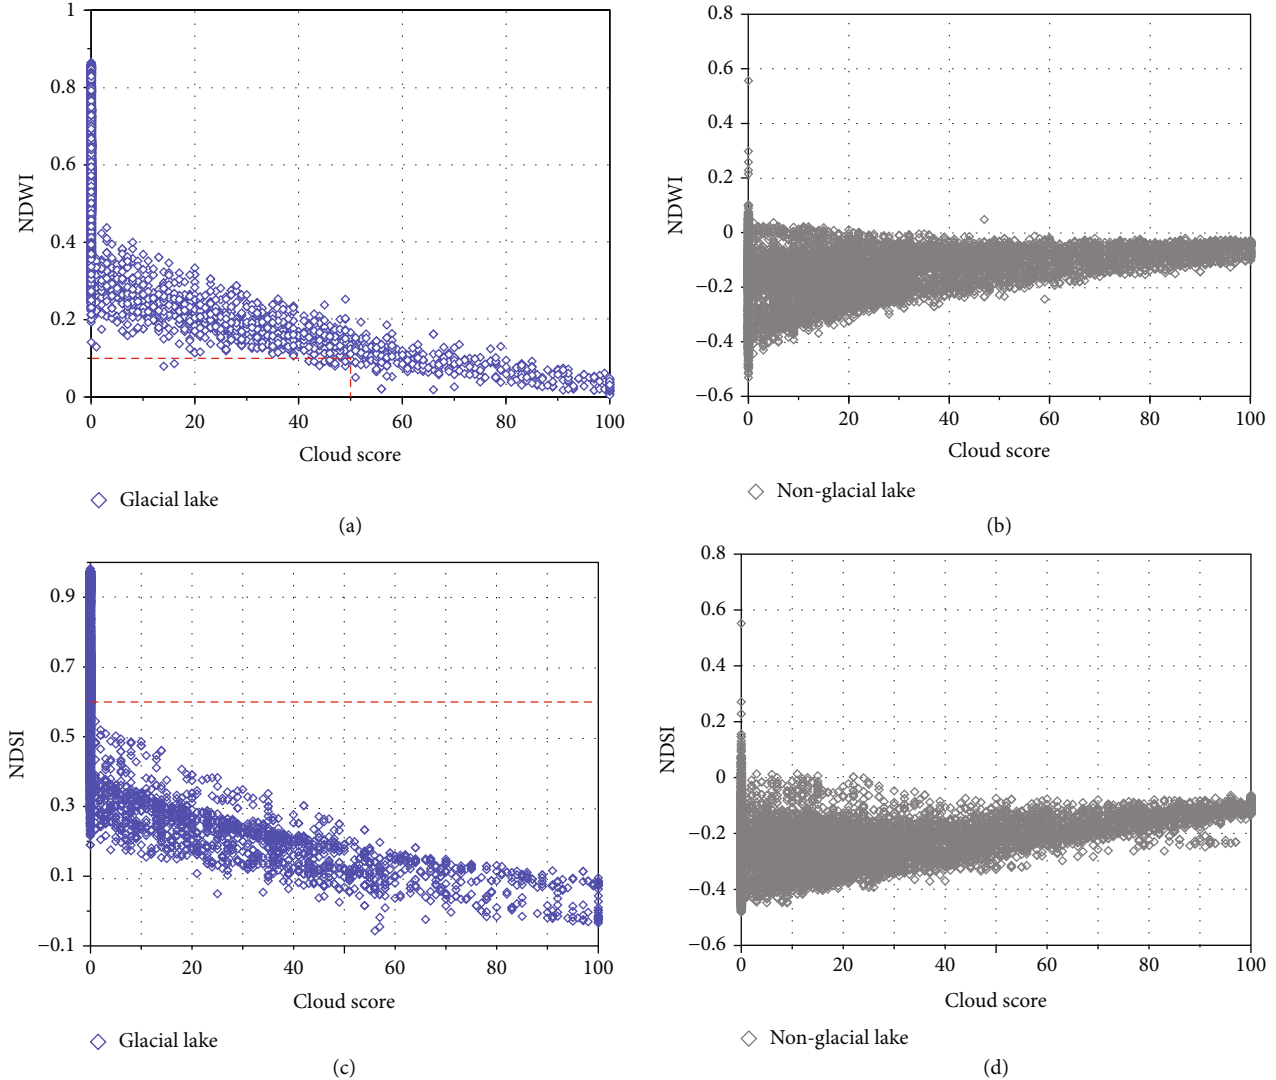 1
0.8
0.6
0.4
0.2
0
NDWI
0 20 40 60 80 100
Cloud score
Glacial lake
(a)
0.8
0.6
0.4
0.2
0
−0.2
−0.4
−0.6
NDWI
0 20 40 60 80 100
Cloud score
Non-glacial lake
(b)
0.9
0.7
0.5
0.3
0.1
−0.1
NDSI
0 20 40 60 80 100
Cloud score
Glacial lake
(c)
0.8
0.6
0.4
0.2
0
−0.2
−0.4
−0.6
NDSI
0 20 40 60 80 100
Cloud score
Non-glacial lake
(d)